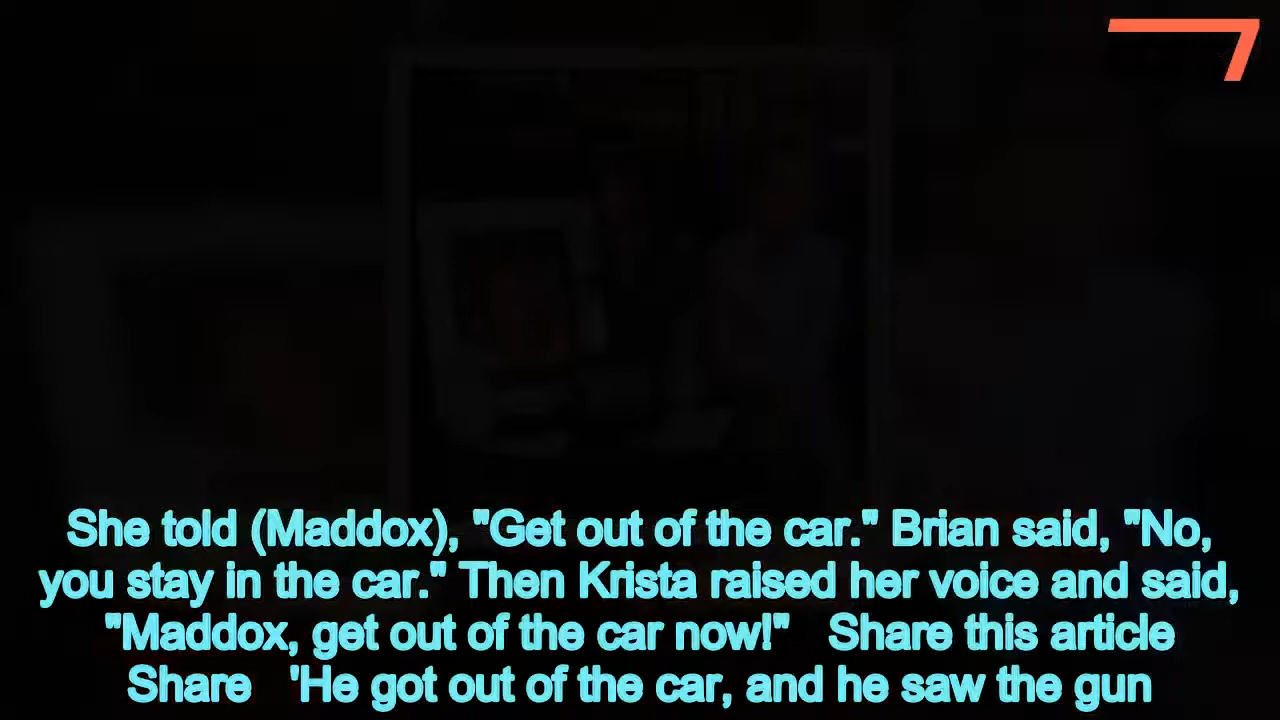 She told (Maddox), "Get out of the car." Brian said, "No,
you stay in the car." Then Krista raised her voice and said,
"Maddox, get out of the car now!"   Share this article
Share   'He got out of the car, and he saw the gun